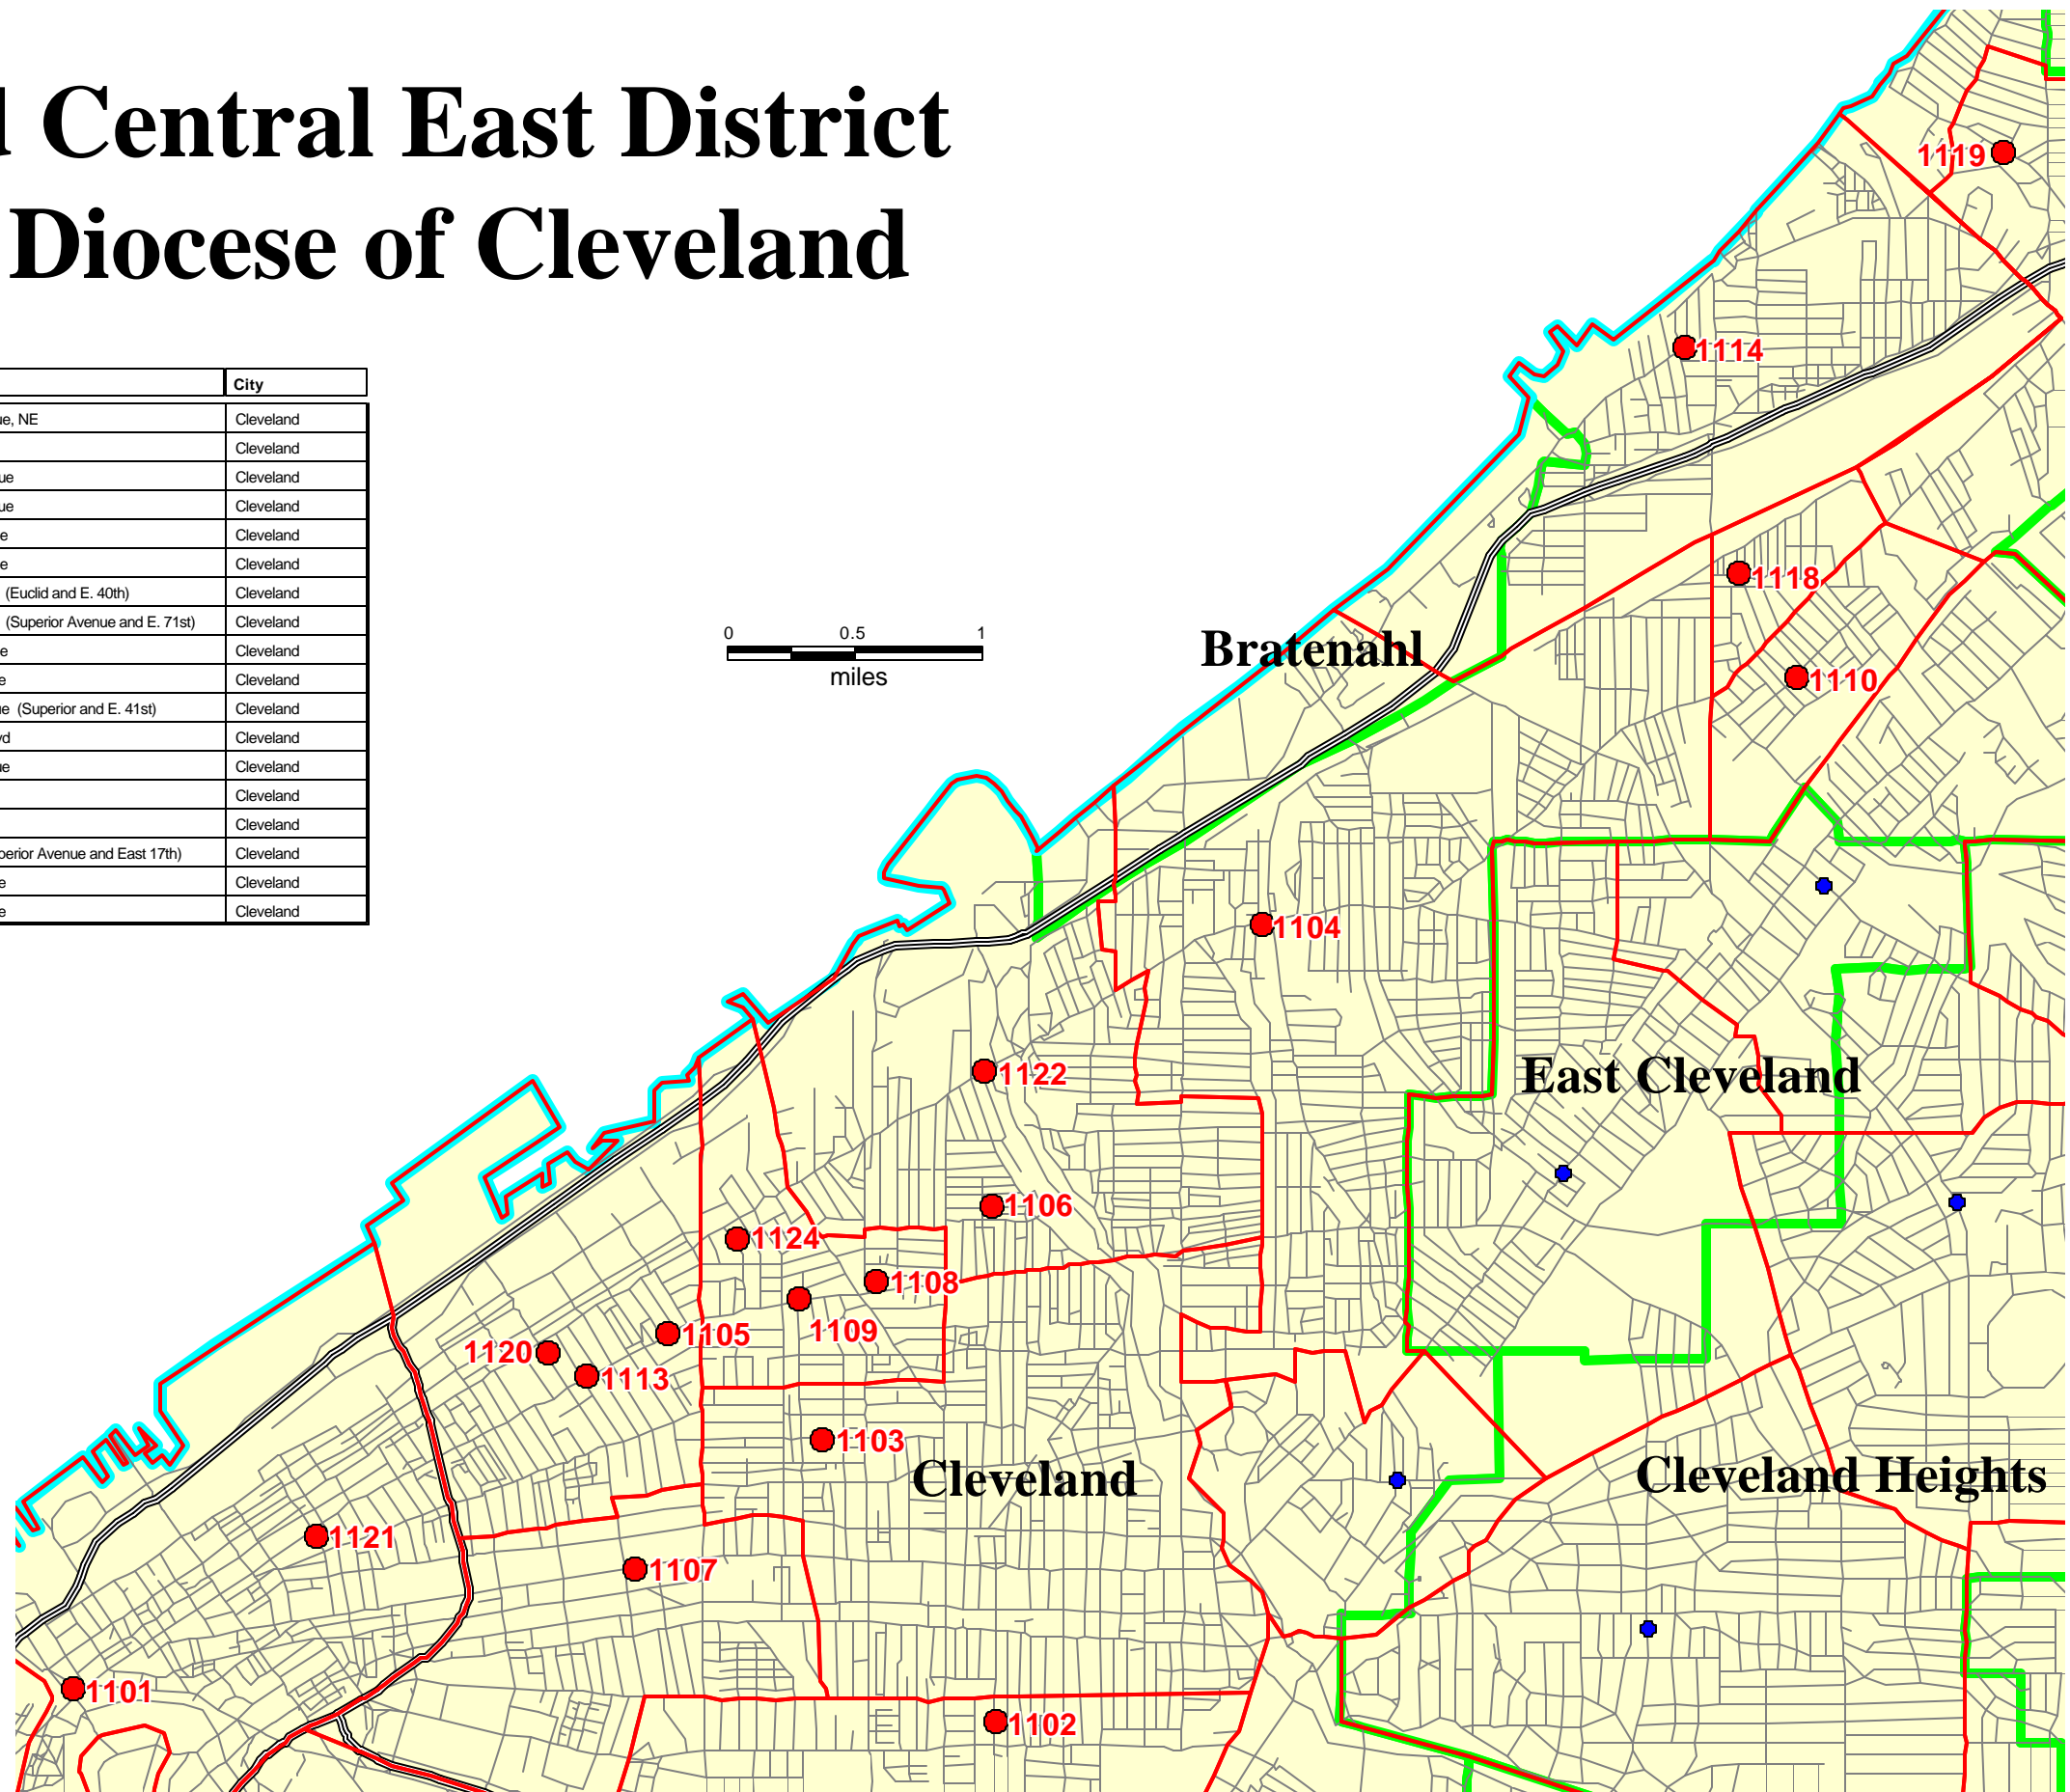 Central East District
Diocese of Cleveland
City
ue, NE Cleveland
Cleveland
ue Cleveland
ue Cleveland
e Cleveland
e Cleveland
(Euclid and E. 40th) Cleveland
(Superior Avenue and E. 71st) Cleveland
e Cleveland
e Cleveland
ue (Superior and E. 41st) Cleveland
vd Cleveland
ue Cleveland
Cleveland
Cleveland
perior Avenue and East 17th) Cleveland
e Cleveland
e Cleveland
0 0.5 1
miles
1119
1114
1118
Bratenahl
1110
1104
1122
East Cleveland
1106
1124
1108
1109
1105
1120
1113
1103
Cleveland
Cleveland Heights
1121
1107
1101
1102